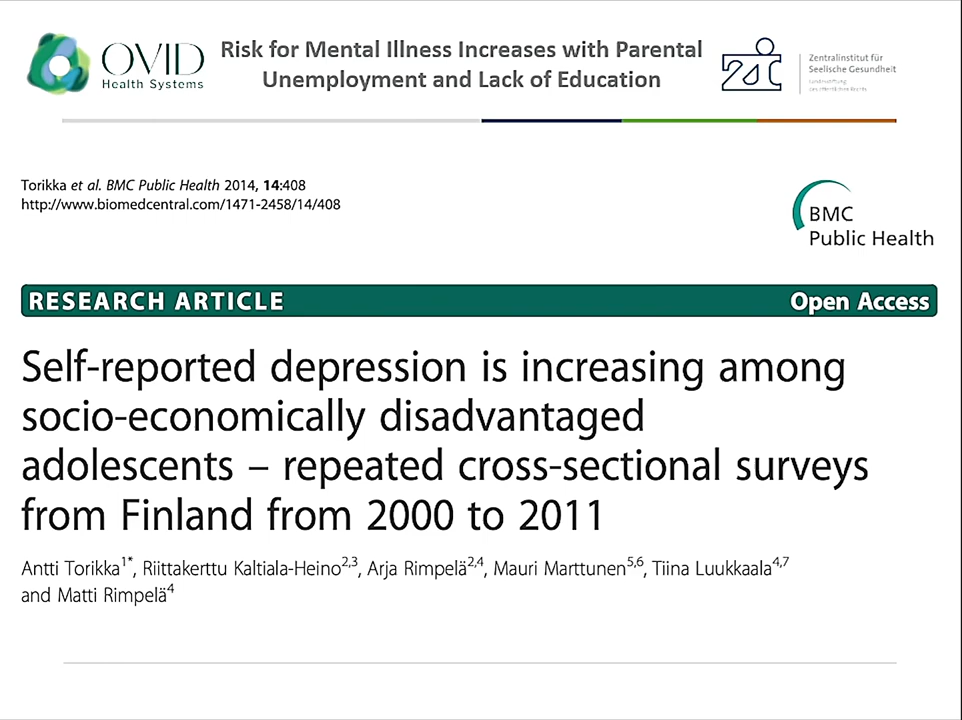 OVID
Health Systems
Risk for Mental Illness Increases with Parental
Unemployment and Lack of Education
Zentralinstitut für
Seelische Gesundheit
Landesstiftung
des öffentlichen Rechts
Torikka et al. BMC Public Health 2014, 14:408
http://www.biomedcentral.com/1471-2458/14/408
BMC
Public Health
RESEARCH ARTICLE
Open Access
Self-reported depression is increasing among
socio-economically disadvantaged
adolescents – repeated cross-sectional surveys
from Finland from 2000 to 2011
Antti Torikka1*, Riittakerttu Kaltiala-Heino2,3, Arja Rimpelä2,4, Mauri Marttunen5,6, Tiina Luukkaala4,7
and Matti Rimpelä4